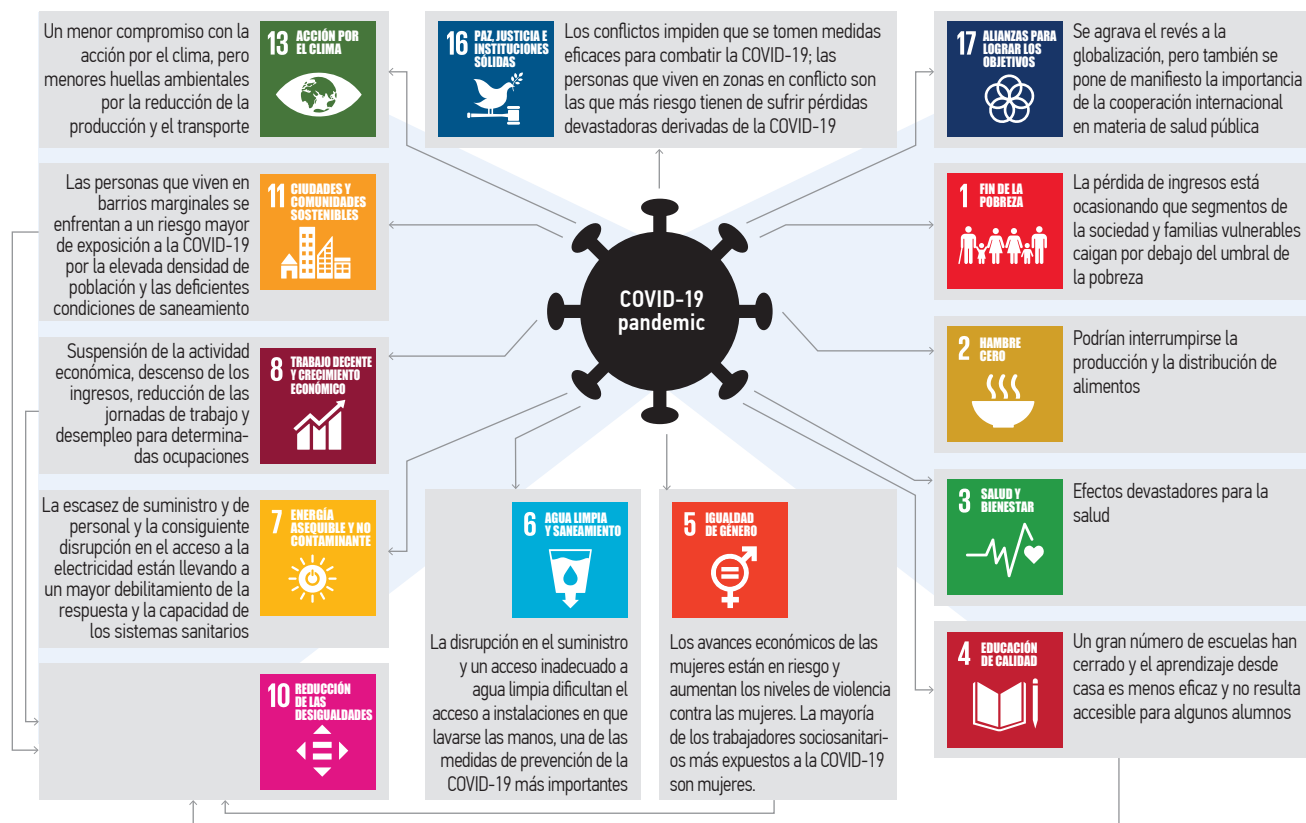 Un menor compromiso con la
acción por el clima, pero
menores huellas ambientales
por la reducción de la
producción y el transporte
13 ACCIÓN POR
EL CLIMA
16 PAZ, JUSTICIA E
INSTITUCIONES
SÓLIDAS
Los conflictos impiden que se tomen medidas
eficaces para combatir la COVID-19; las
personas que viven en zonas en conflicto son
las que más riesgo tienen de sufrir pérdidas
devastadoras derivadas de la COVID-19
17 ALIANZAS PARA
LOGRAR LOS
OBJETIVOS
Se agrava el revés a la
globalización, pero también se
pone de manifiesto la importancia
de la cooperación internacional
en materia de salud pública
Las personas que viven en
barrios marginales se
enfrentan a un riesgo mayor
de exposición a la COVID-19
por la elevada densidad de
población y las deficientes
condiciones de saneamiento
11 CIUDADES Y
COMUNIDADES
SOSTENIBLES
COVID-19
pandemic
1 FIN DE LA
POBREZA
La pérdida de ingresos está
ocasionando que segmentos de
la sociedad y familias vulnerables
caigan por debajo del umbral de
la pobreza
Suspensión de la actividad
económica, descenso de los
ingresos, reducción de las
jornadas de trabajo y
desempleo para determina-
das ocupaciones
8 TRABAJO DECENTE
Y CRECIMIENTO
ECONÓMICO
2 HAMBRE
CERO
Podrían interrumpirse la
producción y la distribución de
alimentos
La escasez de suministro y de
personal y la consiguiente
disrupción en el acceso a la
electricidad están llevando a
un mayor debilitamiento de la
respuesta y la capacidad de
los sistemas sanitarios
7 ENERGÍA
ASEQUIBLE Y NO
CONTAMINANTE
6 AGUA LIMPIA
Y SANEAMIENTO
La disrupción en el suministro
y un acceso inadecuado a
agua limpia dificultan el
acceso a instalaciones en que
lavarse las manos, una de las
medidas de prevención de la
COVID-19 más importantes
5 IGUALDAD
DE GÉNERO
Los avances económicos de las
mujeres están en riesgo y
aumentan los niveles de violencia
contra las mujeres. La mayoría
de los trabajadores sociosanitari-
os más expuestos a la COVID-19
son mujeres.
3 SALUD Y
BIENESTAR
Efectos devastadores para la
salud
4 EDUCACIÓN
DE CALIDAD
Un gran número de escuelas han
cerrado y el aprendizaje desde
casa es menos eficaz y no resulta
accesible para algunos alumnos
10 REDUCCIÓN
DE LAS
DESIGUALDADES